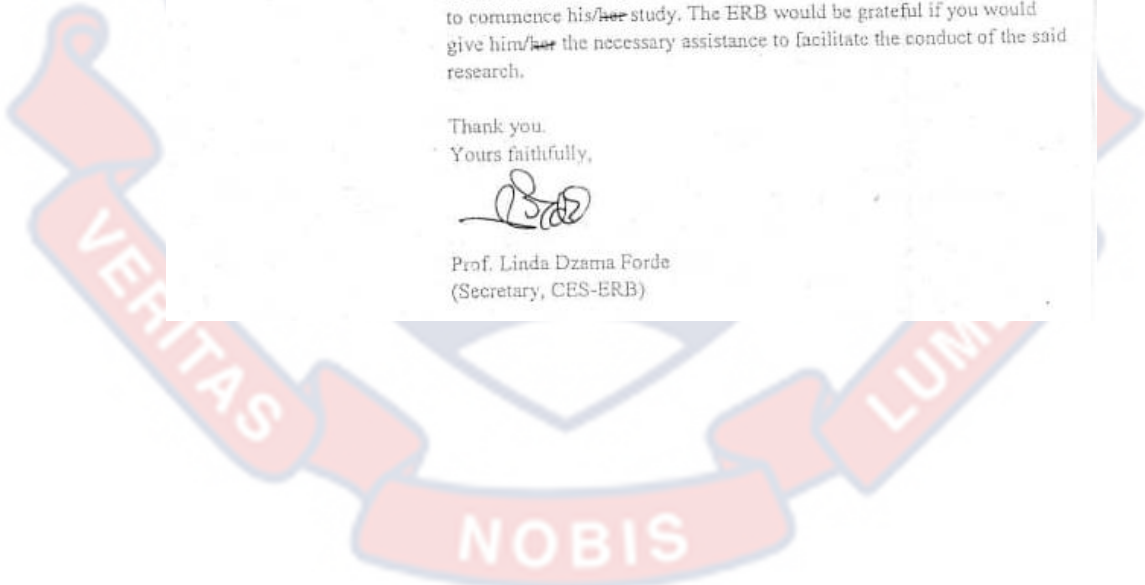 to commence his/her study. The ERB would be grateful if you would
give him/her the necessary assistance to facilitate the conduct of the said
research.
Thank you.
Yours faithfully,
Prof. Linda Dzama Forde
(Secretary, CES-ERB)
VERITAS
NOBIS
LUM